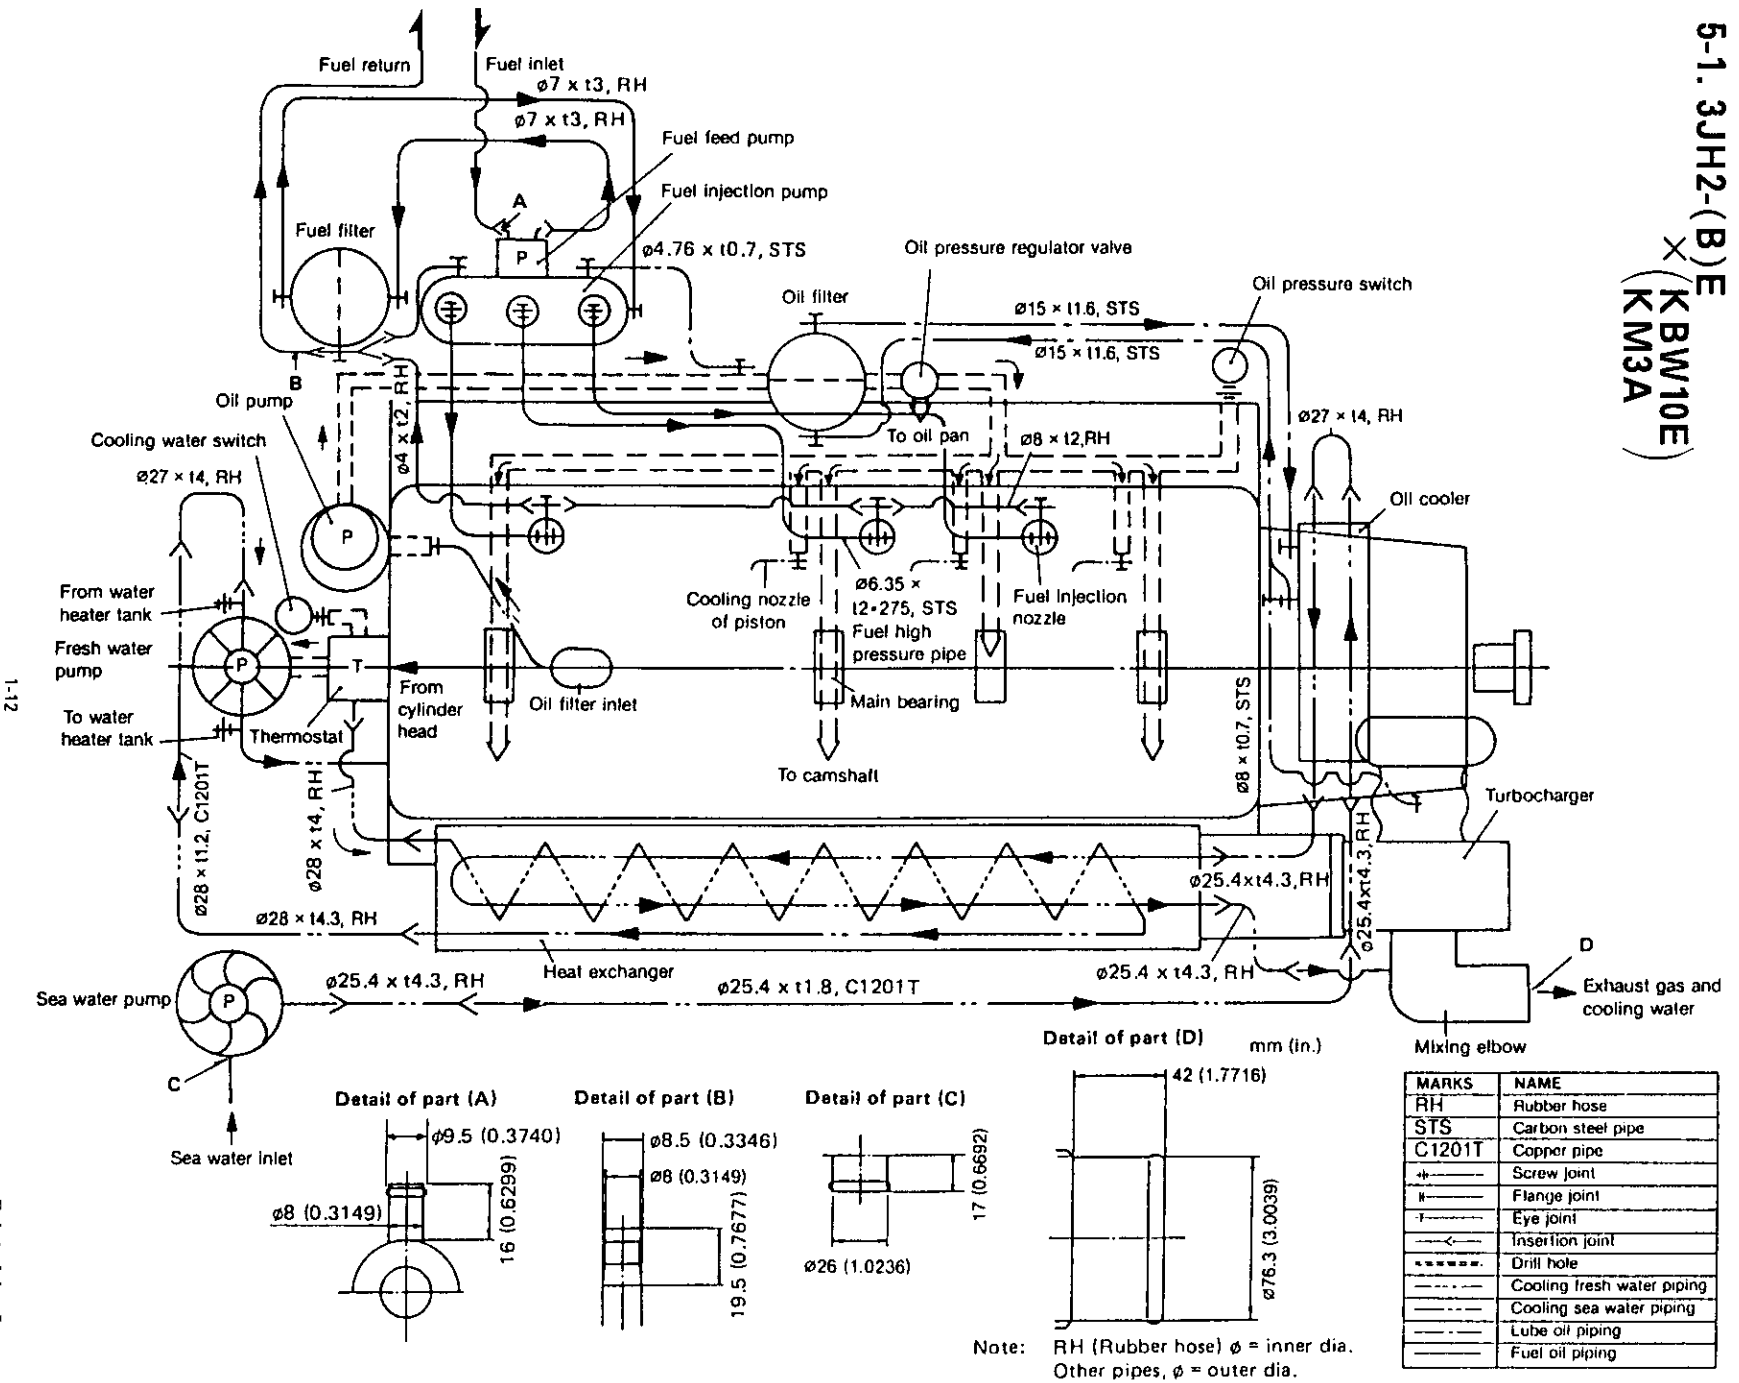 5-1. 3JH2-(B)E
×
(KBW10E
KM3A)
Fuel return
Fuel inlet
ø7 × t3, RH
ø7 × t3, RH
Fuel feed pump
Fuel injection pump
A
Fuel filter
P
ø4.76 × t0.7, STS
Oil pressure regulator valve
Oil filter
Oil pressure switch
ø15 × t1.6, STS
ø15 × t1.6, STS
B
ø4 × t2, RH
Oil pump
Cooling water switch
ø27 × t4, RH
To oil pan
ø8 × t2,RH
ø27 × t4, RH
Oil cooler
P
From water
heater tank
Fresh water
pump
P
To water
heater tank
T
Thermostat
From
cylinder
head
Oil filter inlet
Cooling nozzle
of piston
ø6.35 ×
t2•275, STS
Fuel high
pressure pipe
Fuel injection
nozzle
Main bearing
To camshaft
ø8 × t0.7, STS
Turbocharger
1-12
ø28 × t1.2, C1201T
ø28 × t4, RH
ø25.4xt4.3,RH
ø25.4xt4.3,RH
ø28 × t4.3, RH
Heat exchanger
ø25.4 × t4.3, RH
D
Sea water pump
P
ø25.4 × t4.3, RH
ø25.4 × t1.8, C1201T
Exhaust gas and
cooling water
Mixing elbow
C
Sea water inlet
Detail of part (A)
ø9.5 (0.3740)
ø8 (0.3149)
16 (0.6299)
Detail of part (B)
ø8.5 (0.3346)
ø8 (0.3149)
19.5 (0.7677)
Detail of part (C)
17 (0.6692)
ø26 (1.0236)
Detail of part (D)
mm (in.)
42 (1.7716)
ø76.3 (3.0039)
Note: RH (Rubber hose) ø = inner dia.
Other pipes, ø = outer dia.
MARKS NAME
RH Rubber hose
STS Carbon steel pipe
C1201T Copper pipe
Screw joint
Flange joint
Eye joint
Insertion joint
Drill hole
Cooling fresh water piping
Cooling sea water piping
Lube oil piping
Fuel oil piping